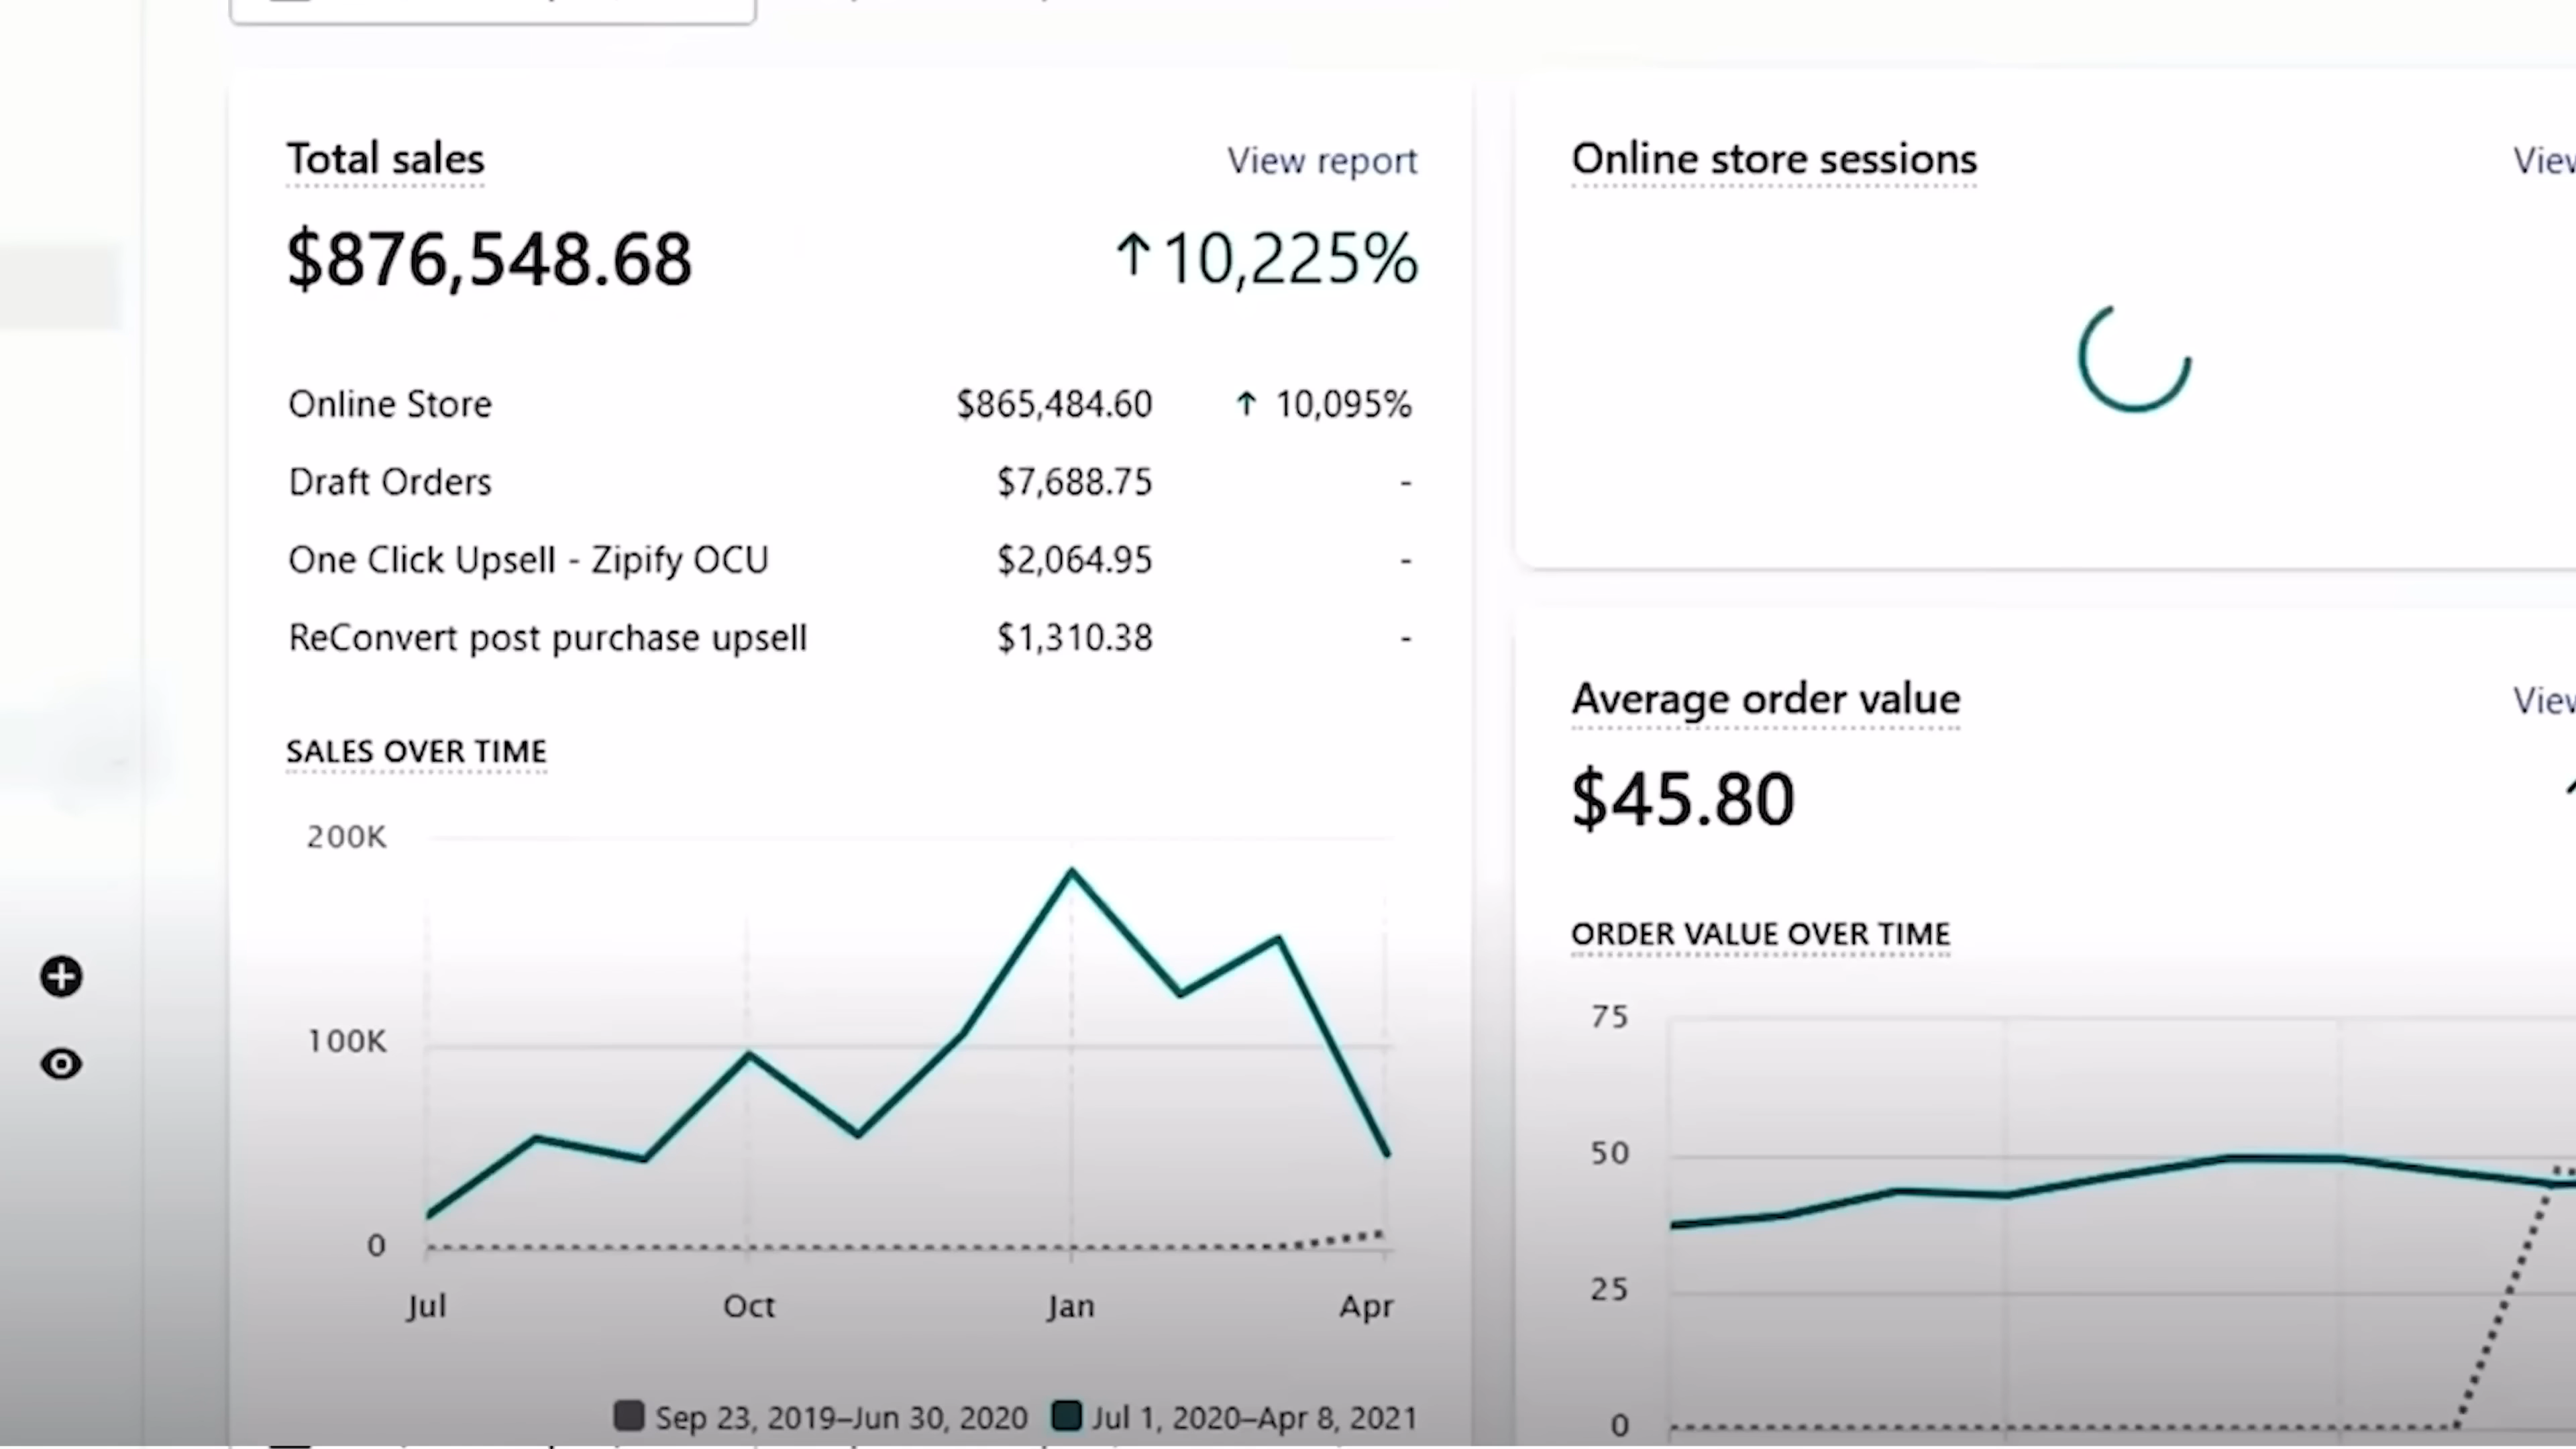 Total sales
View report
$876,548.68
↑10,225%
Online Store $865,484.60 ↑ 10,095%
Draft Orders $7,688.75 -
One Click Upsell - Zipify OCU $2,064.95 -
ReConvert post purchase upsell $1,310.38 -
SALES OVER TIME
200K
100K
0
Jul Oct Jan Apr
Sep 23, 2019–Jun 30, 2020 Jul 1, 2020–Apr 8, 2021
Online store sessions
Average order value
$45.80
ORDER VALUE OVER TIME
75
50
25
0